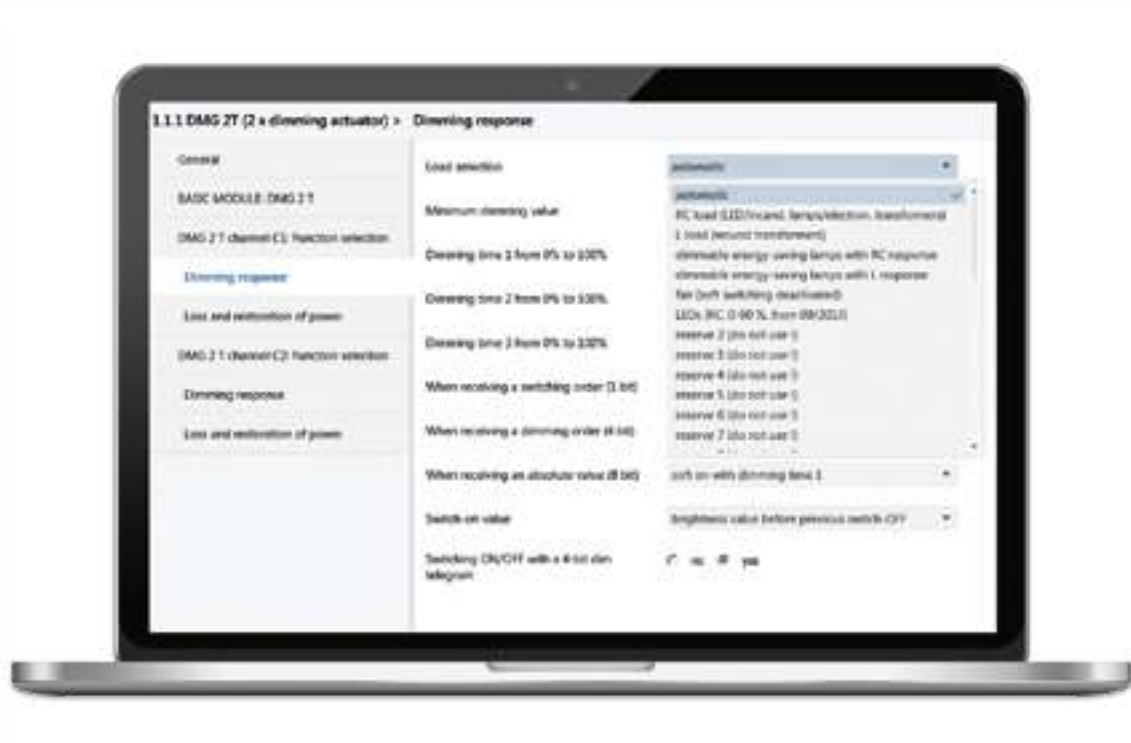 1.1.1 DMG 2T (2 x dimming actuator) > Dimming response
General
BASIC MODULE: DMG 2 T
DMG 2 T channel C1: Function selection
Dimming response
Loss and restoration of power
DMG 2 T channel C2: Function selection
Dimming response
Loss and restoration of power
Load selection
automatic
automatic
RC load (LED/incand. lamps/electron. transformers)
L load (wound transformers)
dimmable energy-saving lamps with RC response
dimmable energy-saving lamps with L response
fan (soft switching deactivated)
LEDs (RC 0-90 %, from 09/2013)
reserve 2 (do not use !)
reserve 3 (do not use !)
reserve 4 (do not use !)
reserve 5 (do not use !)
reserve 6 (do not use !)
reserve 7 (do not use !)
Minimum dimming value
Dimming time 1 from 0% to 100%
Dimming time 2 from 0% to 100%
Dimming time 3 from 0% to 100%
When receiving a switching order (1 bit)
When receiving a dimming order (4 bit)
When receiving an absolute value (8 bit)
soft on with dimming time 1
Switch on value
brightness value before previous switch OFF
Switching ON/OFF with a 4-bit dim
telegram
no yes